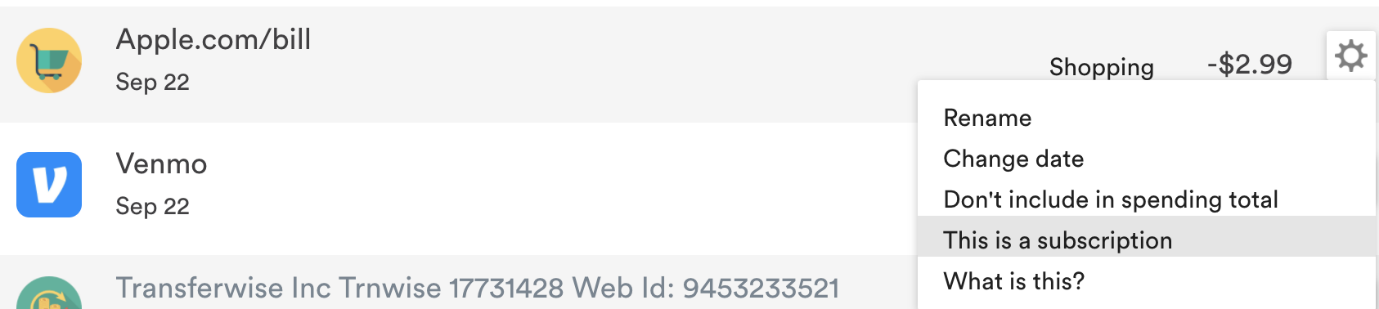 Apple.com/bill
Sep 22
Shopping
-$2.99
Rename
Change date
Don't include in spending total
This is a subscription
What is this?
Venmo
Sep 22
Transferwise Inc Trnwise 17731428 Web Id: 9453233521